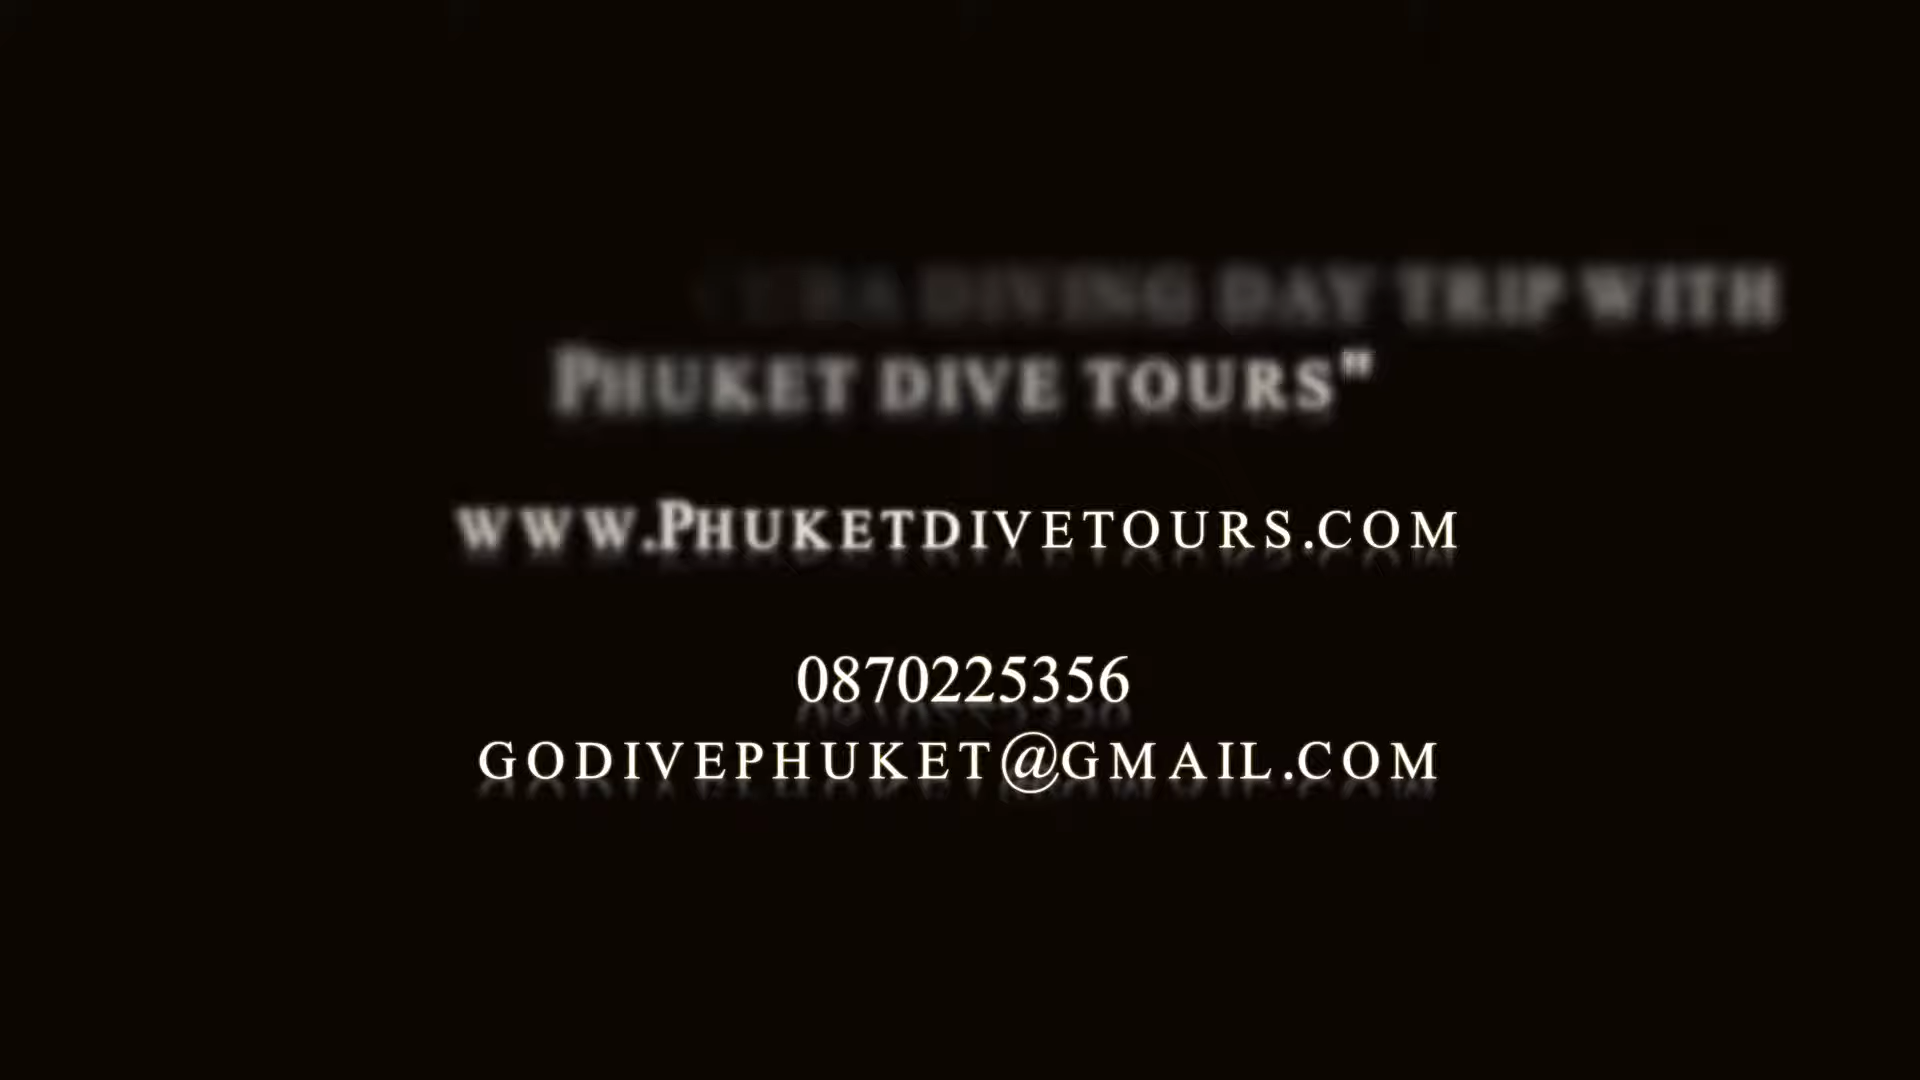 DIVING DAY TRIP WITH
PHUKET DIVE TOURS"
WWW.PHUKETDIVETOURS.COM
0870225356
GODIVEPHUKET@GMAIL.COM